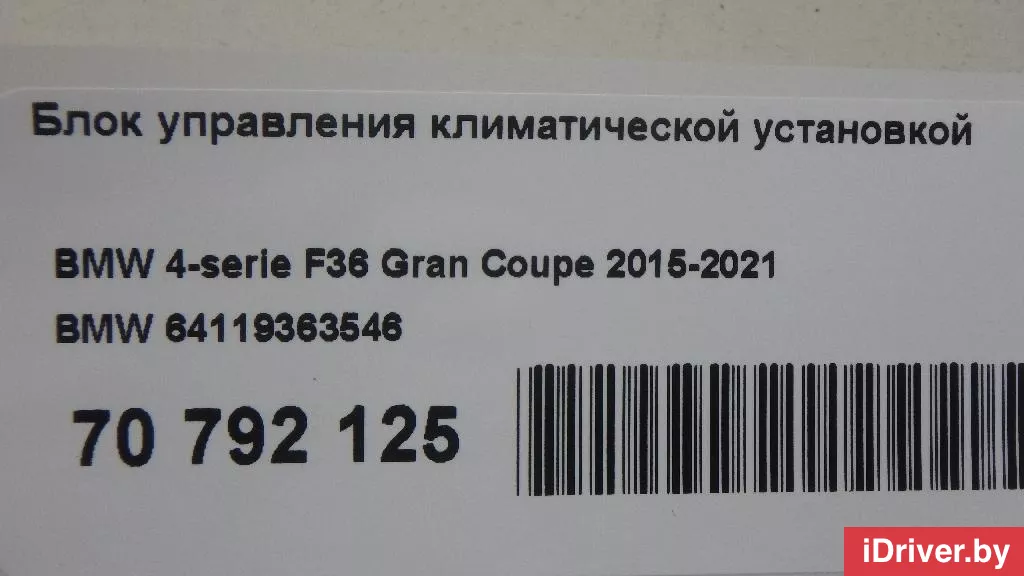 Блок управления климатической установкой
BMW 4-serie F36 Gran Coupe 2015-2021
BMW 64119363546
70 792 125
iDriver.by